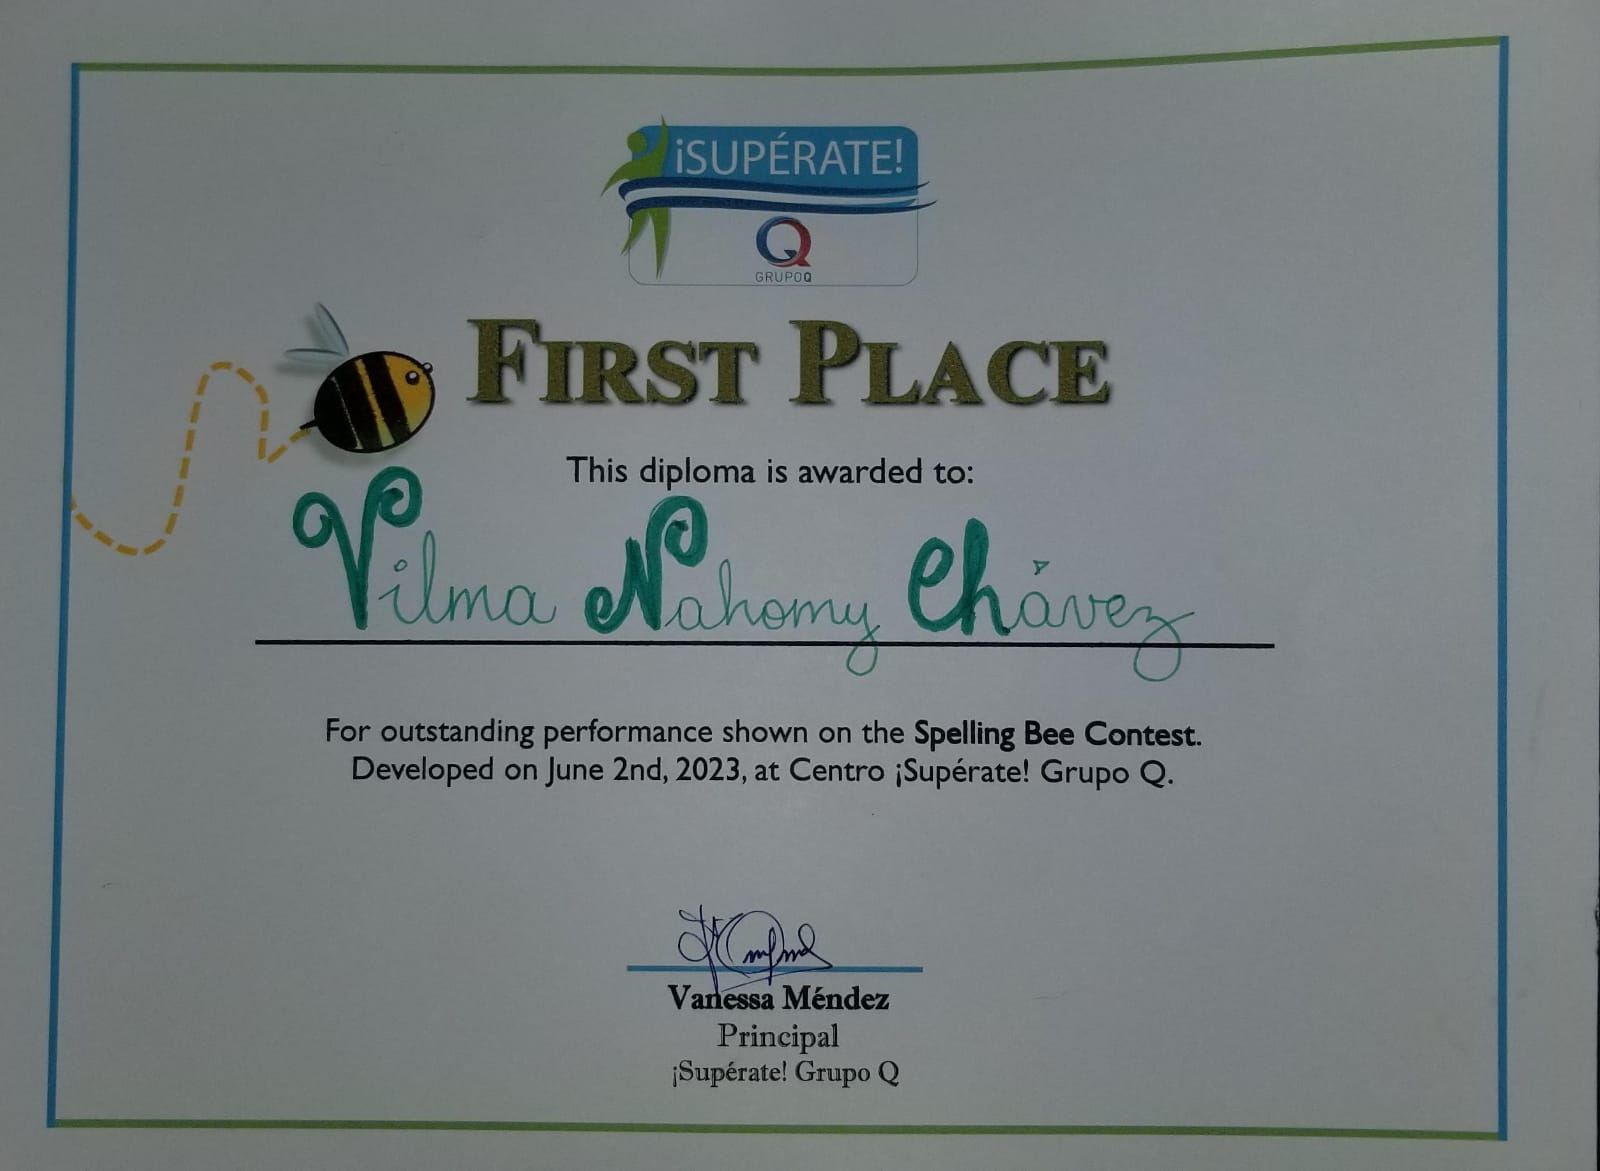 ¡SUPÉRATE!
GRUPOQ
FIRST PLACE
This diploma is awarded to:
Vilma Nahomy Chávez
For outstanding performance shown on the Spelling Bee Contest.
Developed on June 2nd, 2023, at Centro ¡Supérate! Grupo Q.
Vanessa Méndez
Principal
¡Supérate! Grupo Q